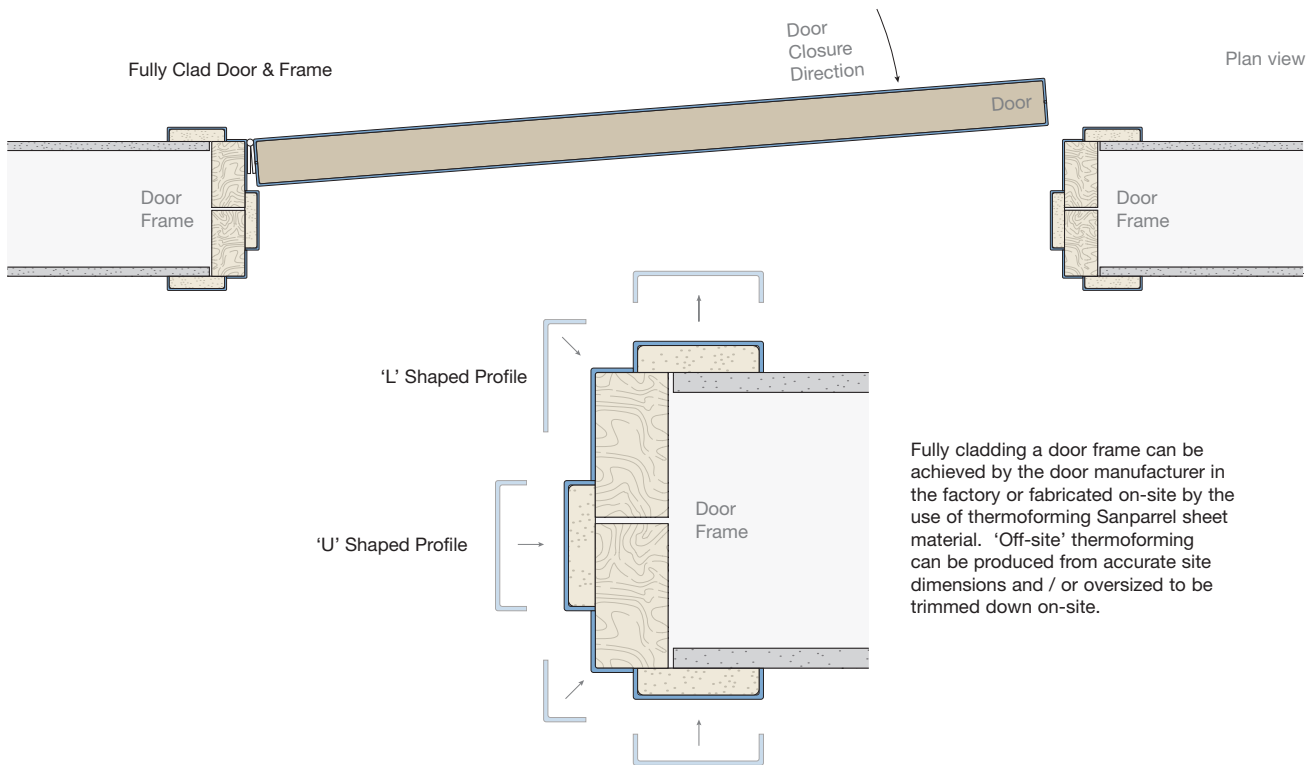 Fully Clad Door & Frame
Door
Closure
Direction
Plan view
Door
Door
Frame
Door
Frame
‘L’ Shaped Profile
‘U’ Shaped Profile
Door
Frame
Fully cladding a door frame can be
achieved by the door manufacturer in
the factory or fabricated on-site by the
use of thermoforming Sanparrel sheet
material.  ‘Off-site’ thermoforming
can be produced from accurate site
dimensions and / or oversized to be
trimmed down on-site.